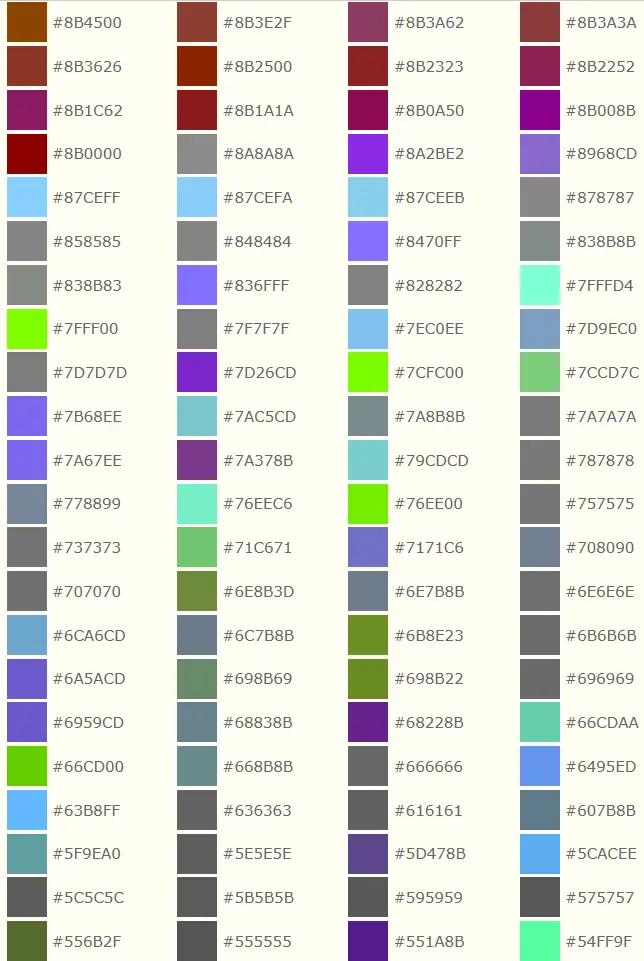 #8B4500 #8B3E2F #8B3A62 #8B3A3A
#8B3626 #8B2500 #8B2323 #8B2252
#8B1C62 #8B1A1A #8B0A50 #8B008B
#8B0000 #8A8A8A #8A2BE2 #8968CD
#87CEFF #87CEFA #87CEEB #878787
#858585 #848484 #8470FF #838B8B
#838B83 #836FFF #828282 #7FFFD4
#7FFF00 #7F7F7F #7EC0EE #7D9EC0
#7D7D7D #7D26CD #7CFC00 #7CCD7C
#7B68EE #7AC5CD #7A8B8B #7A7A7A
#7A67EE #7A378B #79CDCD #787878
#778899 #76EEC6 #76EE00 #757575
#737373 #71C671 #7171C6 #708090
#707070 #6E8B3D #6E7B8B #6E6E6E
#6CA6CD #6C7B8B #6B8E23 #6B6B6B
#6A5ACD #698B69 #698B22 #696969
#6959CD #68838B #68228B #66CDAA
#66CD00 #668B8B #666666 #6495ED
#63B8FF #636363 #616161 #607B8B
#5F9EA0 #5E5E5E #5D478B #5CACEE
#5C5C5C #5B5B5B #595959 #575757
#556B2F #555555 #551A8B #54FF9F